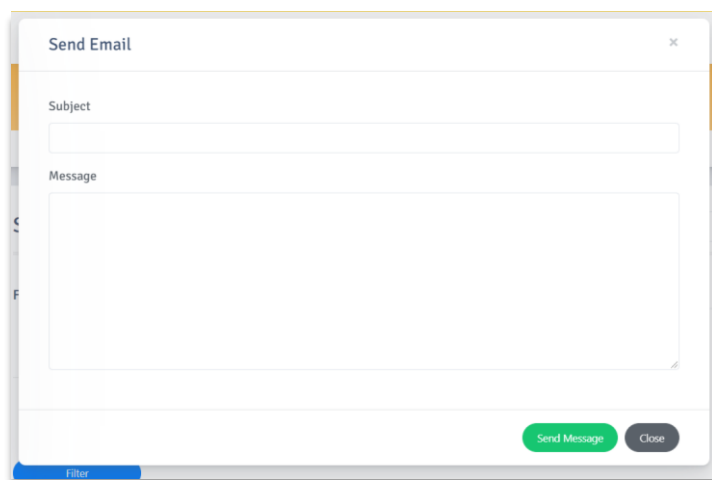 Send Email
×
Subject
Message
Send Message
Close
Filter